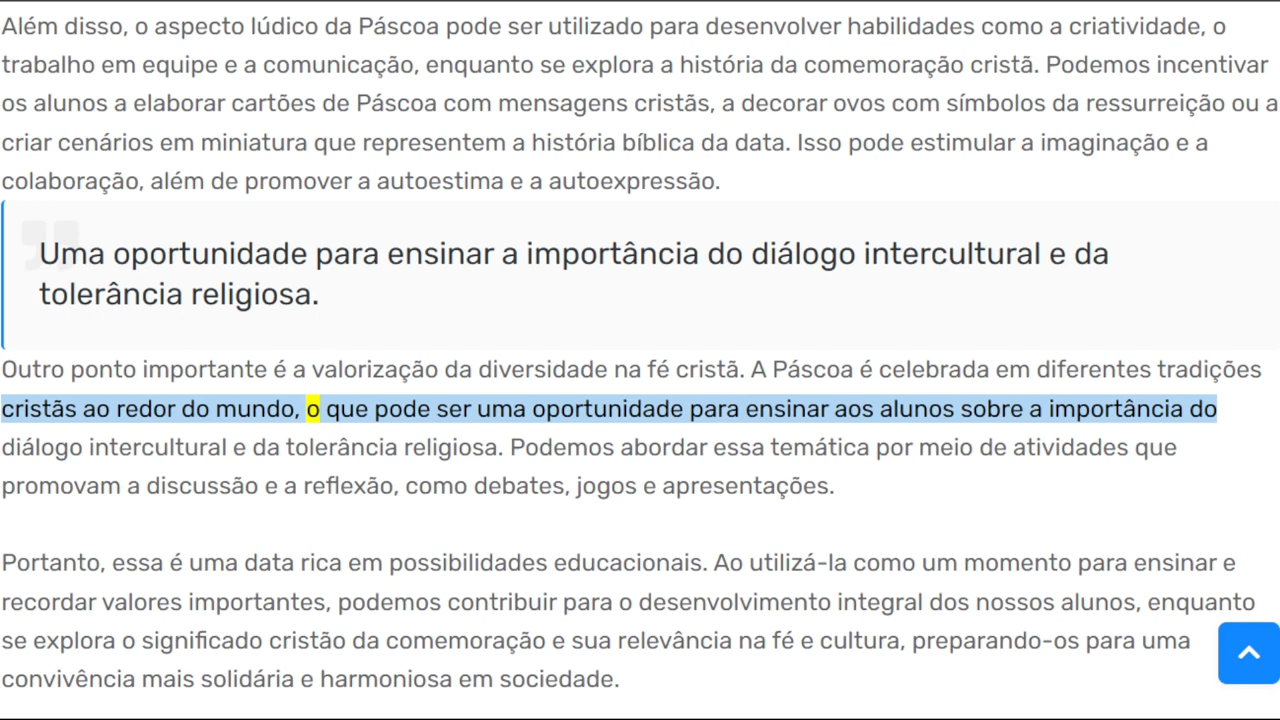 Além disso, o aspecto lúdico da Páscoa pode ser utilizado para desenvolver habilidades como a criatividade, o
trabalho em equipe e a comunicação, enquanto se explora a história da comemoração cristã. Podemos incentivar
os alunos a elaborar cartões de Páscoa com mensagens cristãs, a decorar ovos com símbolos da ressurreição ou a
criar cenários em miniatura que representem a história bíblica da data. Isso pode estimular a imaginação e a
colaboração, além de promover a autoestima e a autoexpressão.
Uma oportunidade para ensinar a importância do diálogo intercultural e da
tolerância religiosa.
Outro ponto importante é a valorização da diversidade na fé cristã. A Páscoa é celebrada em diferentes tradições
cristãs ao redor do mundo, o que pode ser uma oportunidade para ensinar aos alunos sobre a importância do
diálogo intercultural e da tolerância religiosa. Podemos abordar essa temática por meio de atividades que
promovam a discussão e a reflexão, como debates, jogos e apresentações.
Portanto, essa é uma data rica em possibilidades educacionais. Ao utilizá-la como um momento para ensinar e
recordar valores importantes, podemos contribuir para o desenvolvimento integral dos nossos alunos, enquanto
se explora o significado cristão da comemoração e sua relevância na fé e cultura, preparando-os para uma
convivência mais solidária e harmoniosa em sociedade.